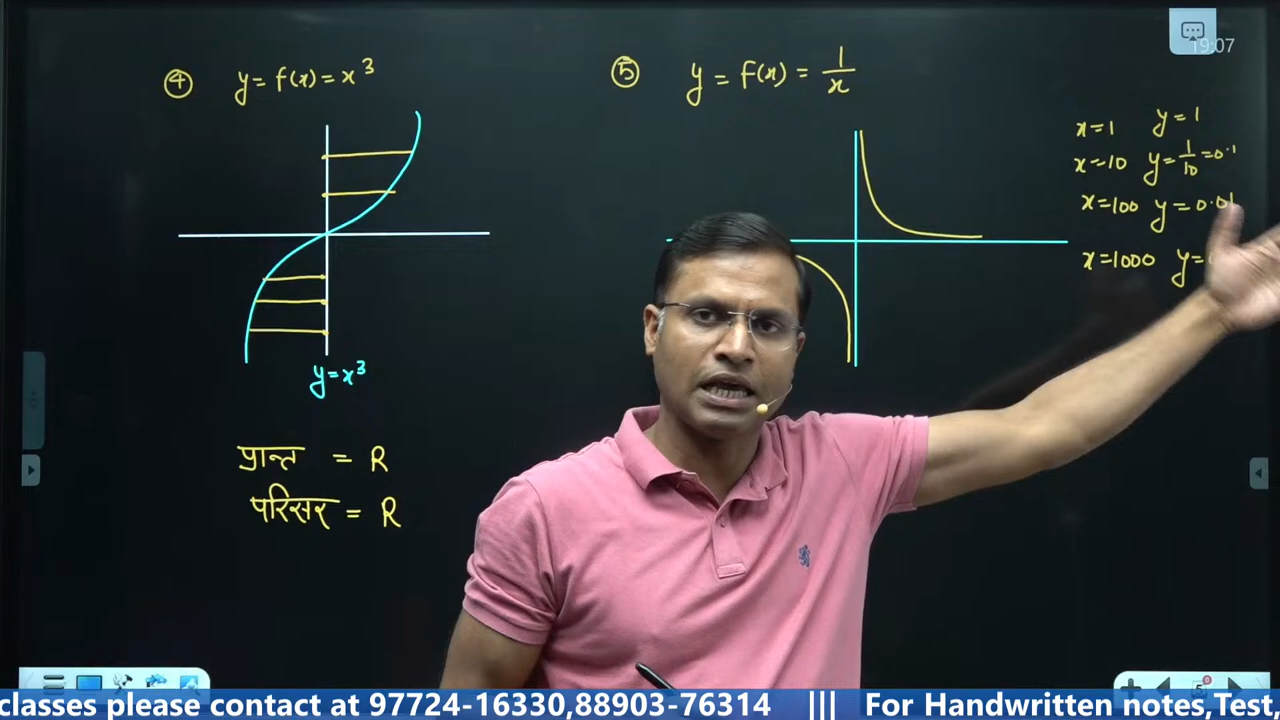 19:07
④ y = f(x) = x³
⑤ y = f(x) = 1/x
x=1 y=1
x=10 y=1/10=0.1
x=100 y=0.01
x=1000 y=
y=x³
प्रान्त = R
परिसर = R
classes please contact at 97724-16330,88903-76314 ||| For Handwritten notes,Test,